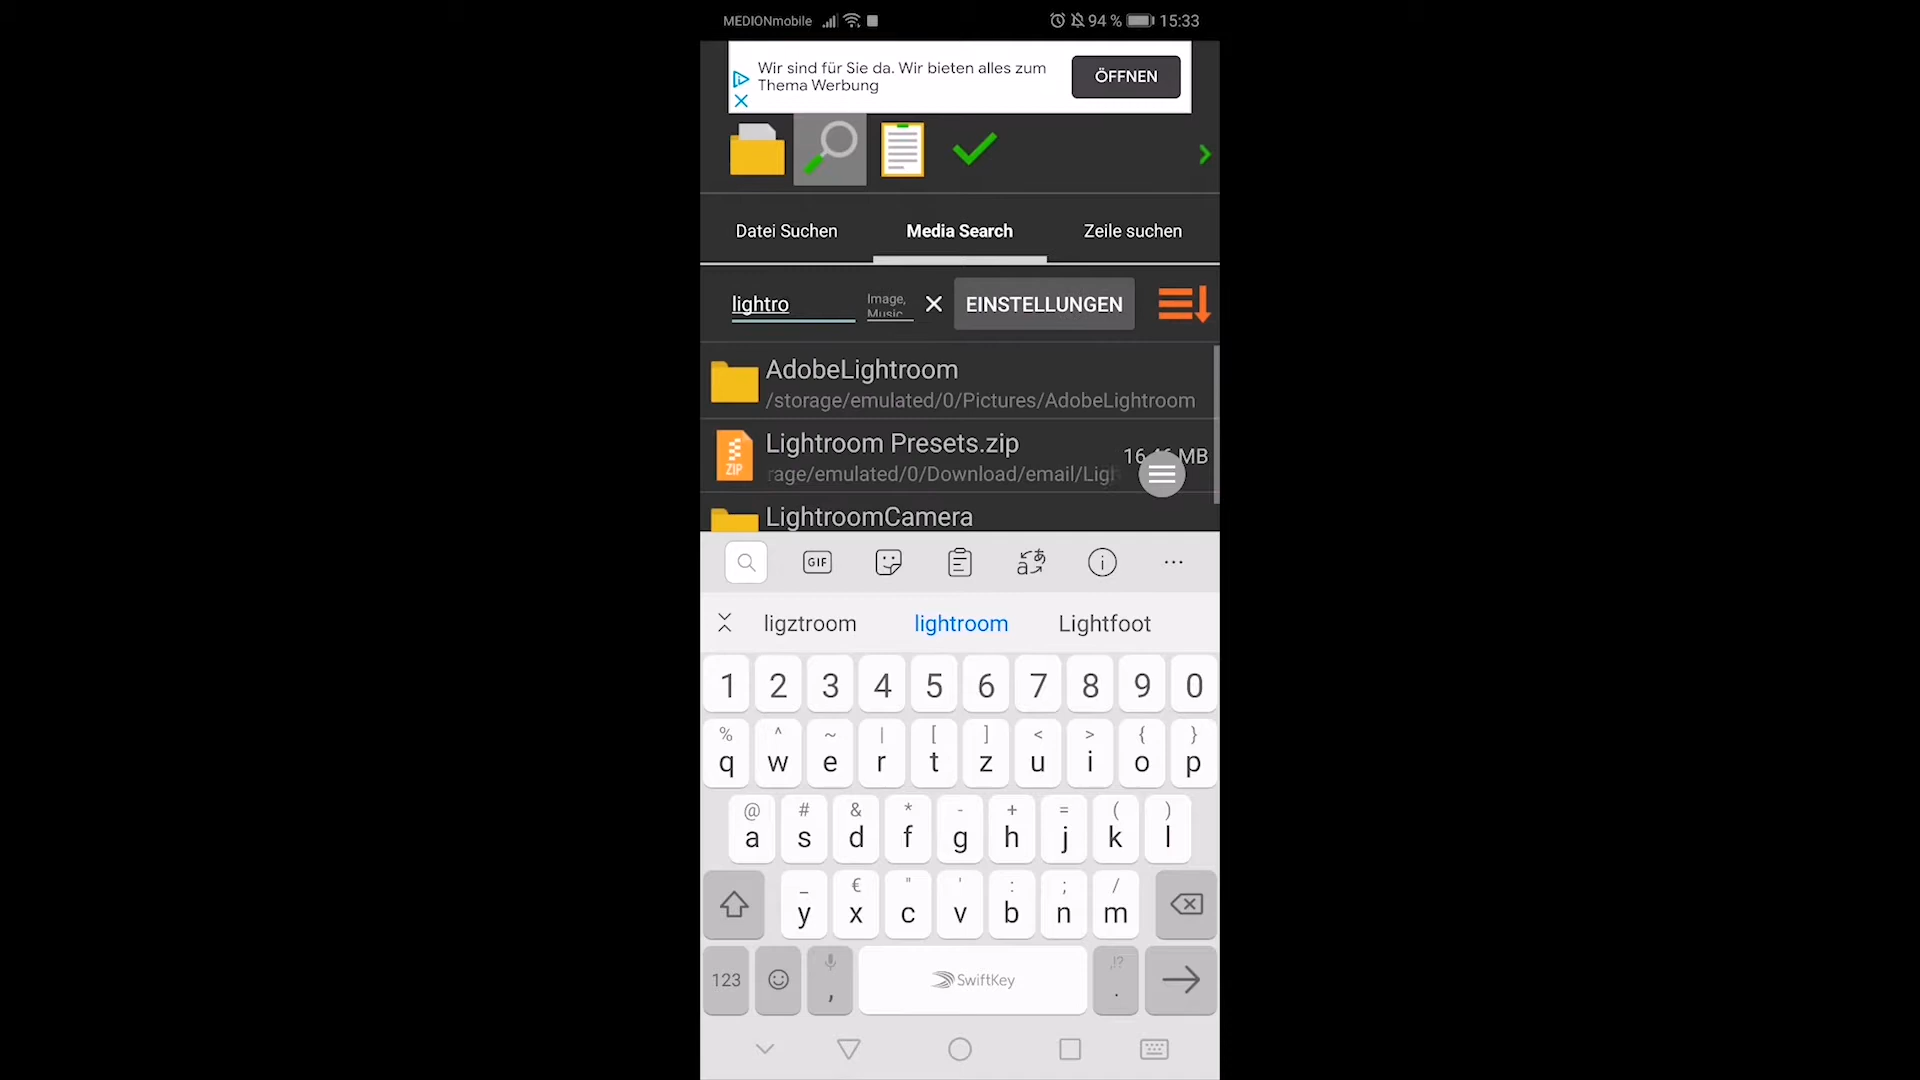 MEDIONmobile
94 % 15:33
Wir sind für Sie da. Wir bieten alles zum
Thema Werbung
ÖFFNEN
Datei Suchen Media Search Zeile suchen
lightro
Image,
Music
EINSTELLUNGEN
AdobeLightroom
/storage/emulated/0/Pictures/AdobeLightroom
Lightroom Presets.zip
ZIP
MB
rage/emulated/0/Download/email/Ligh
LightroomCamera
GIF
ligztroom lightroom Lightfoot
1 2 3 4 5 6 7 8 9 0
% ^ ~ | [ ] < > { }
q w e r t z u i o p
@ # & * - + = ( )
a s d f g h j k l
_ € " ' : ; /
y x c v b n m
,!?
123 , SwiftKey .